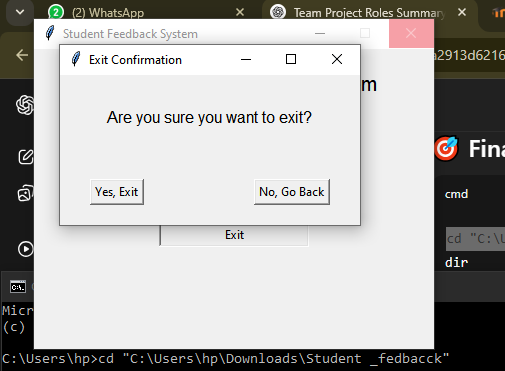 2
(2) WhatsApp
Team Project Roles Summary
Student Feedback System
a2913d6216
Exit Confirmation
m
Are you sure you want to exit?
Fina
cmd
Yes, Exit
No, Go Back
Exit
cd "C:\U
dir
C:\.
Micr
(c)
C:\Users\hp>cd "C:\Users\hp\Downloads\Student _fedbacck"